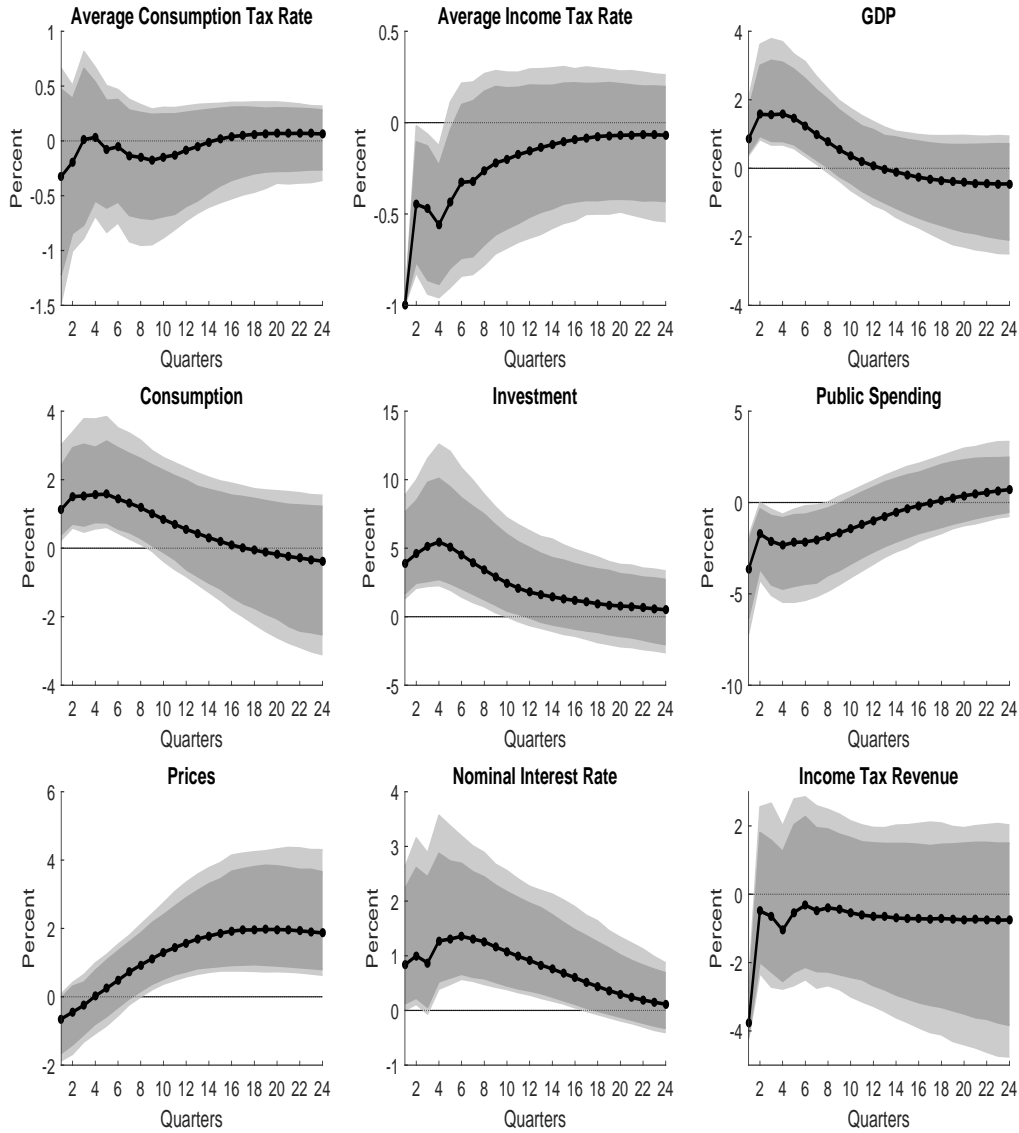 Average Consumption Tax Rate
Percent
1
0.5
0
-0.5
-1
-1.5
2 4 6 8 10 12 14 16 18 20 22 24
Quarters
Average Income Tax Rate
Percent
0.5
0
-0.5
-1
2 4 6 8 10 12 14 16 18 20 22 24
Quarters
GDP
Percent
4
2
0
-2
-4
2 4 6 8 10 12 14 16 18 20 22 24
Quarters
Consumption
Percent
4
2
0
-2
-4
2 4 6 8 10 12 14 16 18 20 22 24
Quarters
Investment
Percent
15
10
5
0
-5
2 4 6 8 10 12 14 16 18 20 22 24
Quarters
Public Spending
Percent
5
0
-5
-10
2 4 6 8 10 12 14 16 18 20 22 24
Quarters
Prices
Percent
6
4
2
0
-2
2 4 6 8 10 12 14 16 18 20 22 24
Quarters
Nominal Interest Rate
Percent
4
3
2
1
0
-1
2 4 6 8 10 12 14 16 18 20 22 24
Quarters
Income Tax Revenue
Percent
2
0
-2
-4
2 4 6 8 10 12 14 16 18 20 22 24
Quarters